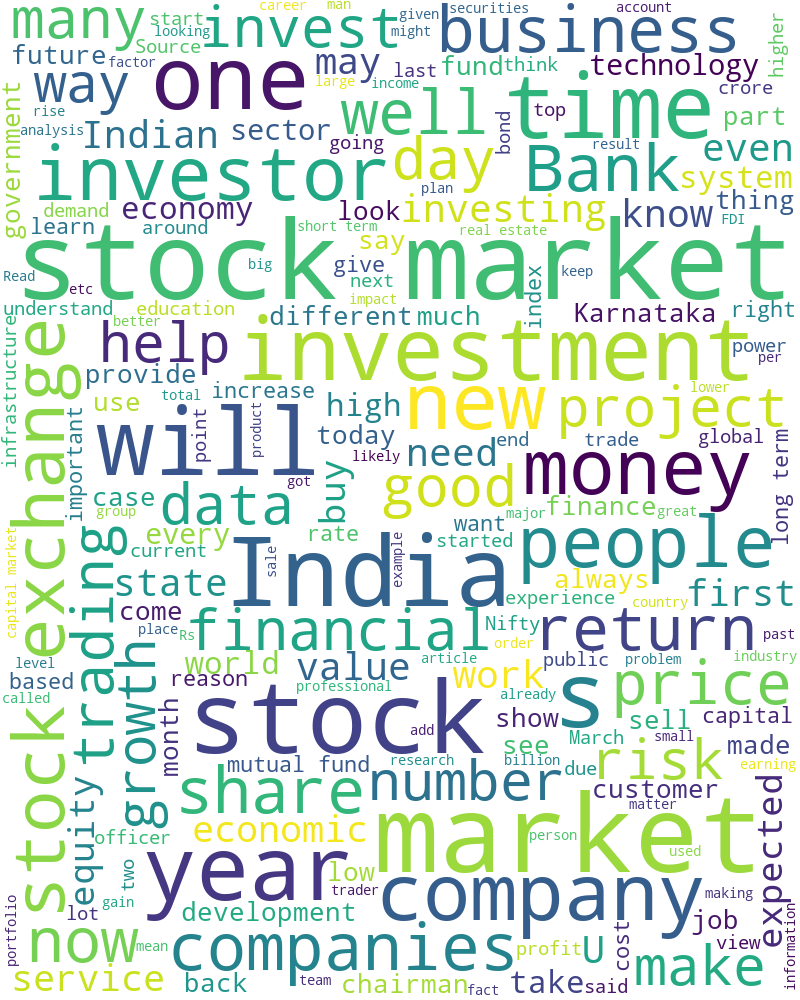 many
start
looking
career
man
given
might
securities
account
invest
business
higher
Source
future
factor
way
one
may
last
fund
think
technology
large
income
crore
rise
analysis
Indian
sector
going
well
time
top
bond
part
result
government
investor
day
Bank
even
system
plan
thing
demand
economy
look
investing
know
FDI
learn
around
short term
say
real estate
stock market
Read
etc
big
give
next
impact
index
keep
understand
education
better
different
much
Karnataka
right
infrastructure
help
investment
power
per
provide
increase
lower
use
total
high
new
project
important
will
point
product
today
need
end
trade
global
likely
got
money
long term
case
data
buy
good
group
want
major
finance
great
stock exchange
capital market
every
rate
started
people
current
sale
India
example
always
trading
state
experience
first
country
come
place
Rs
financial
Nifty
order
return
past
level
world
value
article
work
public
problem
industry
based
reason
called
growth
professional
already
s
price
month
stock
add
show
sell
capital
see
March
small
made
mutual fund
research
billion
due
risk
earning
equity
share
number
customer
matter
expected
officer
economic
market
person
used
two
year
low
trader
company
making
gain
lot
development
job
portfolio
now
mean
companies
profit
U
cost
view
information
service
back
team
chairman
fact
take
said
make